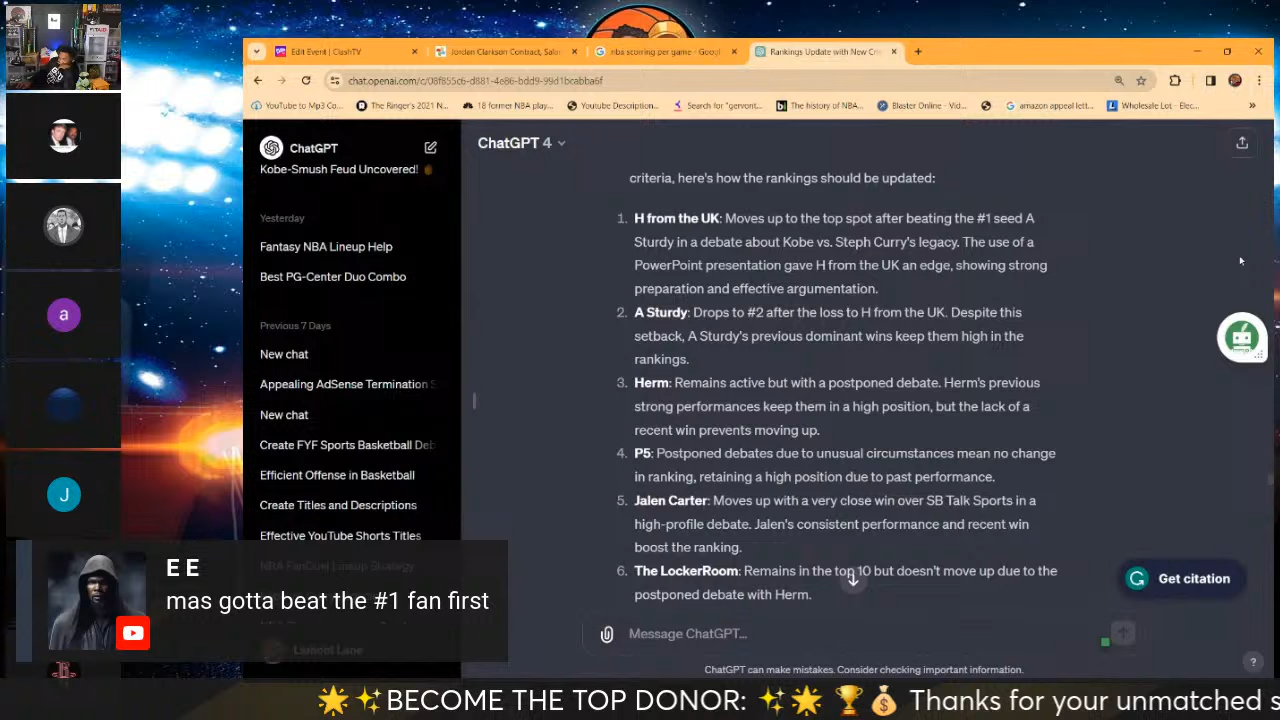 Edit Event | ClashTV
Jordan Clarkson Contract, Sala
nba scoring per game - Googl
Rankings Update with New Crit
chat.openai.com/c/08f855c6-d881-4e86-bdd9-99d1bcabba6f
YouTube to Mp3 Co...
The Ringer's 2021 N...
18 former NBA play...
Youtube Description...
Search for "gervont...
The history of NBA...
Blaster Online - Vid...
amazon appeal lett...
Wholesale Lot - Elec...
ChatGPT
Kobe-Smush Feud Uncovered!
Yesterday
Fantasy NBA Lineup Help
Best PG-Center Duo Combo
Previous 7 Days
New chat
Appealing AdSense Termination S
New chat
Create FYF Sports Basketball Deb
Efficient Offense in Basketball
Create Titles and Descriptions
Effective YouTube Shorts Titles
NBA FanDuel Lineup Strategy
Lamont Lane
ChatGPT 4
criteria, here's how the rankings should be updated:
1. H from the UK: Moves up to the top spot after beating the #1 seed A
Sturdy in a debate about Kobe vs. Steph Curry's legacy. The use of a
PowerPoint presentation gave H from the UK an edge, showing strong
preparation and effective argumentation.
2. A Sturdy: Drops to #2 after the loss to H from the UK. Despite this
setback, A Sturdy's previous dominant wins keep them high in the
rankings.
3. Herm: Remains active but with a postponed debate. Herm's previous
strong performances keep them in a high position, but the lack of a
recent win prevents moving up.
4. P5: Postponed debates due to unusual circumstances mean no change
in ranking, retaining a high position due to past performance.
5. Jalen Carter: Moves up with a very close win over SB Talk Sports in a
high-profile debate. Jalen's consistent performance and recent win
boost the ranking.
6. The LockerRoom: Remains in the top 10 but doesn't move up due to the
postponed debate with Herm.
Get citation
Message ChatGPT...
ChatGPT can make mistakes. Consider checking important information.
?
a
J
E E
mas gotta beat the #1 fan first
🌟✨BECOME THE TOP DONOR: ✨🌟 🏆💰 Thanks for your unmatched s